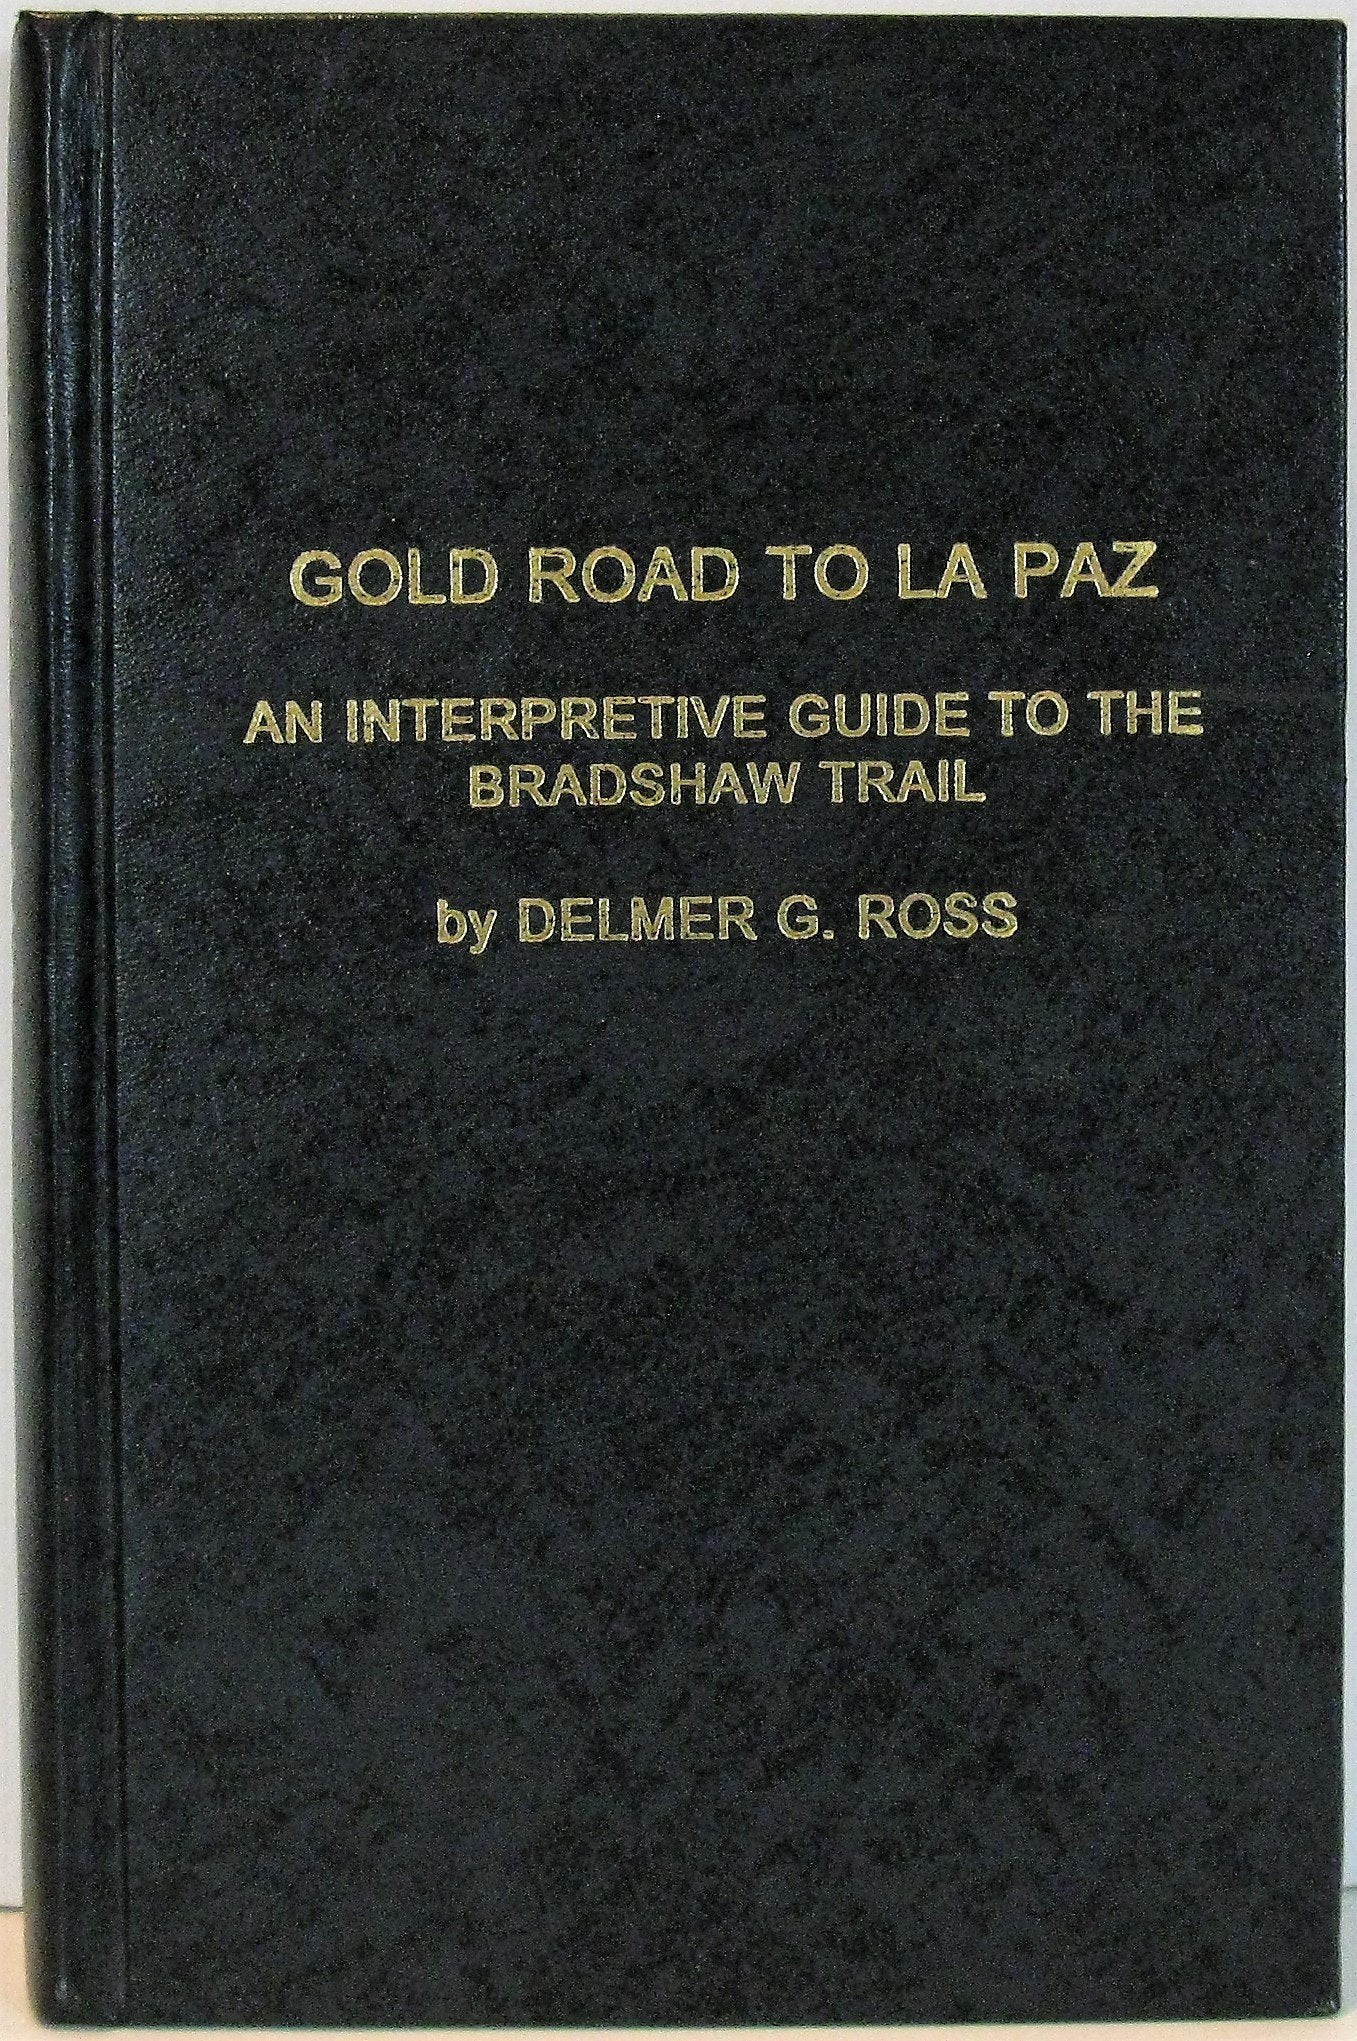 GOLD ROAD TO LA PAZ
AN INTERPRETIVE GUIDE TO THE
BRADSHAW TRAIL
by DELMER G. ROSS